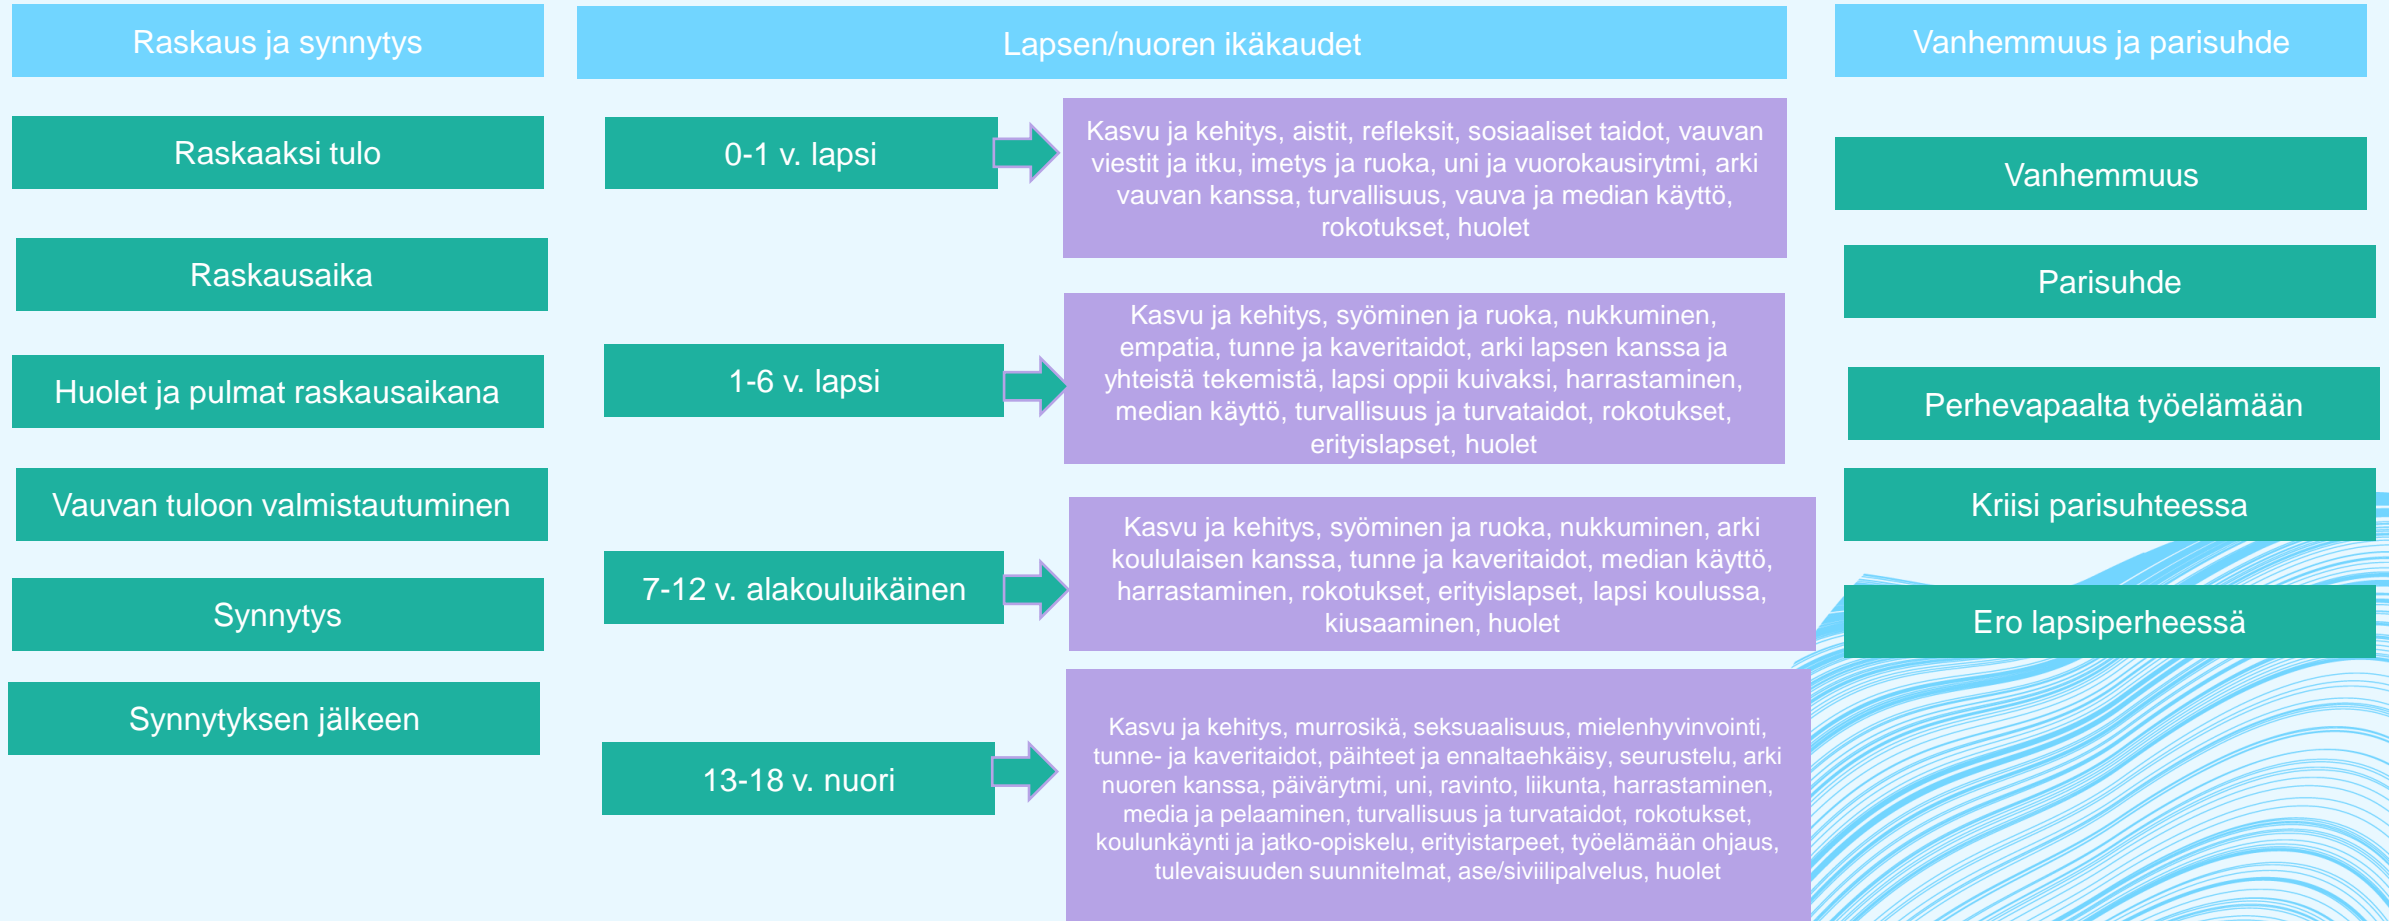 Raskaus ja synnytys
Raskaaksi tulo
Raskausaika
Huolet ja pulmat raskausaikana
Vauvan tuloon valmistautuminen
Synnytys
Synnytyksen jälkeen
Lapsen/nuoren ikäkaudet
0-1 v. lapsi
Kasvu ja kehitys, aistit, refleksit, sosiaaliset taidot, vauvan
viestit ja itku, imetys ja ruoka, uni ja vuorokausirytmi, arki
vauvan kanssa, turvallisuus, vauva ja median käyttö,
rokotukset, huolet
1-6 v. lapsi
Kasvu ja kehitys, syöminen ja ruoka, nukkuminen,
empatia, tunne ja kaveritaidot, arki lapsen kanssa ja
yhteistä tekemistä, lapsi oppii kuivaksi, harrastaminen,
median käyttö, turvallisuus ja turvataidot, rokotukset,
erityislapset, huolet
7-12 v. alakouluikäinen
Kasvu ja kehitys, syöminen ja ruoka, nukkuminen, arki
koululaisen kanssa, tunne ja kaveritaidot, median käyttö,
harrastaminen, rokotukset, erityislapset, lapsi koulussa,
kiusaaminen, huolet
13-18 v. nuori
Kasvu ja kehitys, murrosikä, seksuaalisuus, mielenhyvinvointi,
tunne- ja kaveritaidot, päihteet ja ennaltaehkäisy, seurustelu, arki
nuoren kanssa, päivärytmi, uni, ravinto, liikunta, harrastaminen,
media ja pelaaminen, turvallisuus ja turvataidot, rokotukset,
koulunkäynti ja jatko-opiskelu, erityistarpeet, työelämään ohjaus,
tulevaisuuden suunnitelmat, ase/siviilipalvelus, huolet
Vanhemmuus ja parisuhde
Vanhemmuus
Parisuhde
Perhevapaalta työelämään
Kriisi parisuhteessa
Ero lapsiperheessä